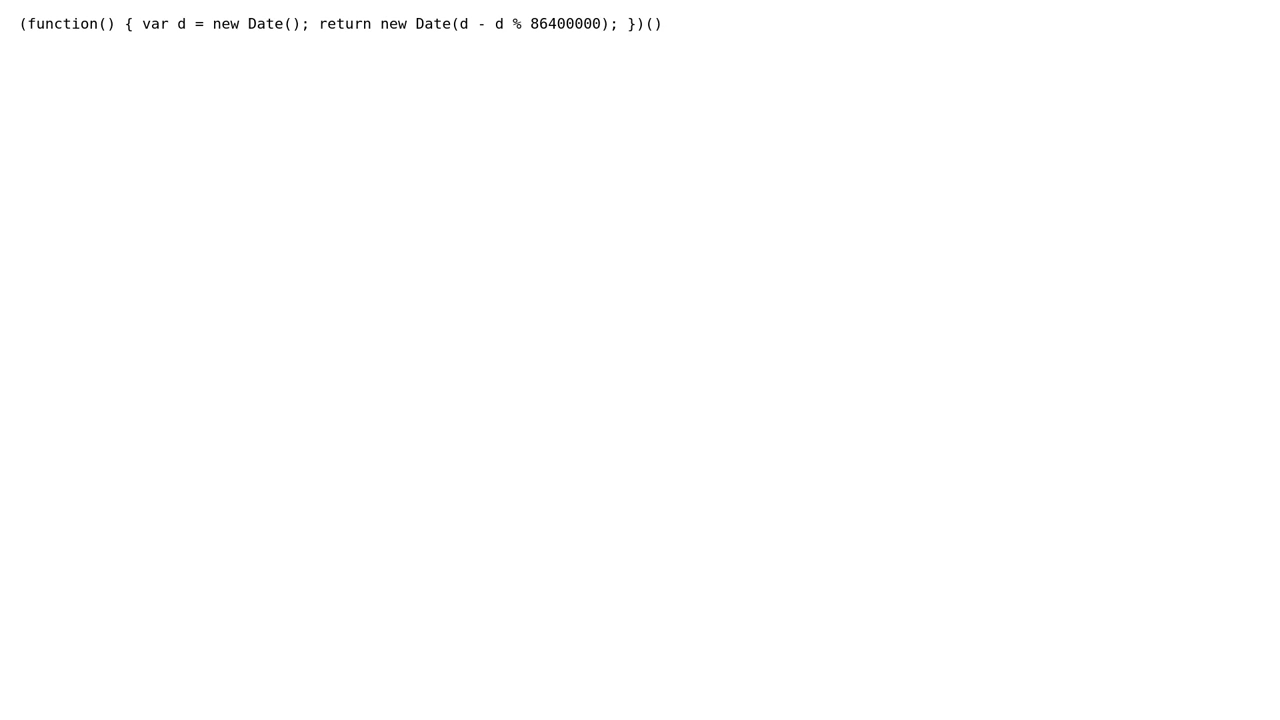 (function() { var d = new Date(); return new Date(d - d % 86400000); })()